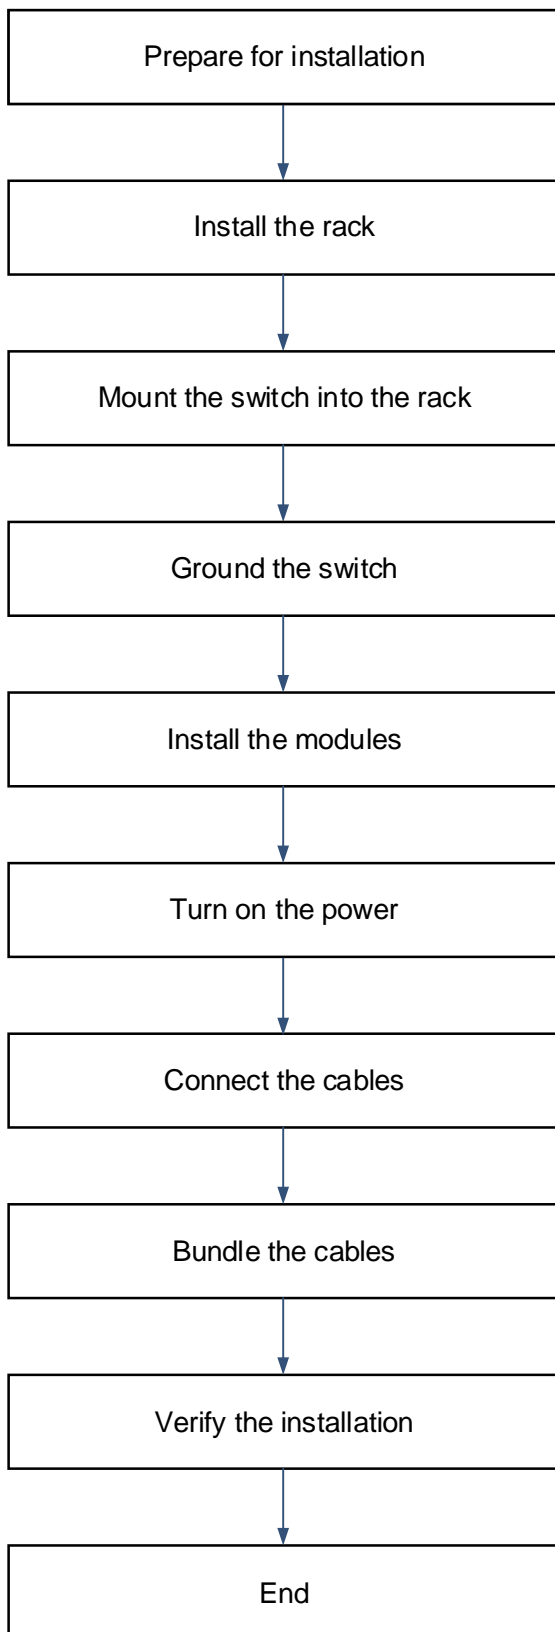 Prepare for installation
Install the rack
Mount the switch into the rack
Ground the switch
Install the modules
Turn on the power
Connect the cables
Bundle the cables
Verify the installation
End